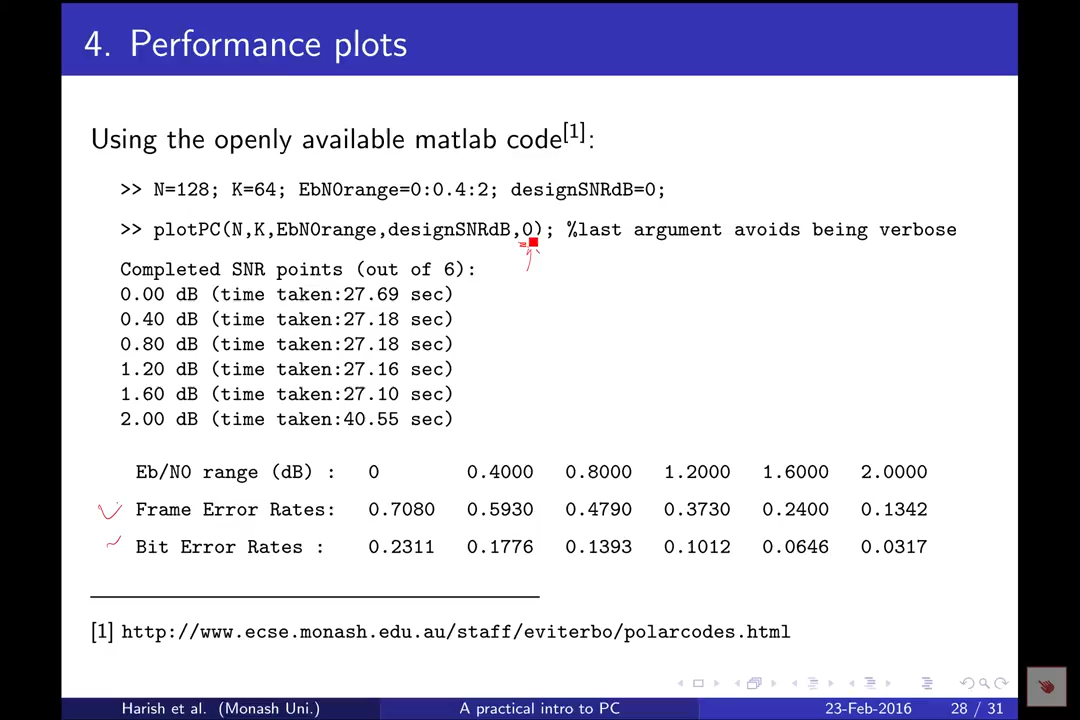 4. Performance plots
Using the openly available matlab code[1]:
>> N=128; K=64; EbN0range=0:0.4:2; designSNRdB=0;
>> plotPC(N,K,EbN0range,designSNRdB,0); %last argument avoids being verbose
Completed SNR points (out of 6):
0.00 dB (time taken:27.69 sec)
0.40 dB (time taken:27.18 sec)
0.80 dB (time taken:27.18 sec)
1.20 dB (time taken:27.16 sec)
1.60 dB (time taken:27.10 sec)
2.00 dB (time taken:40.55 sec)
Eb/N0 range (dB) : 0 0.4000 0.8000 1.2000 1.6000 2.0000
Frame Error Rates: 0.7080 0.5930 0.4790 0.3730 0.2400 0.1342
Bit Error Rates : 0.2311 0.1776 0.1393 0.1012 0.0646 0.0317
[1] http://www.ecse.monash.edu.au/staff/eviterbo/polarcodes.html
Harish et al. (Monash Uni.) A practical intro to PC 23-Feb-2016 28 / 31